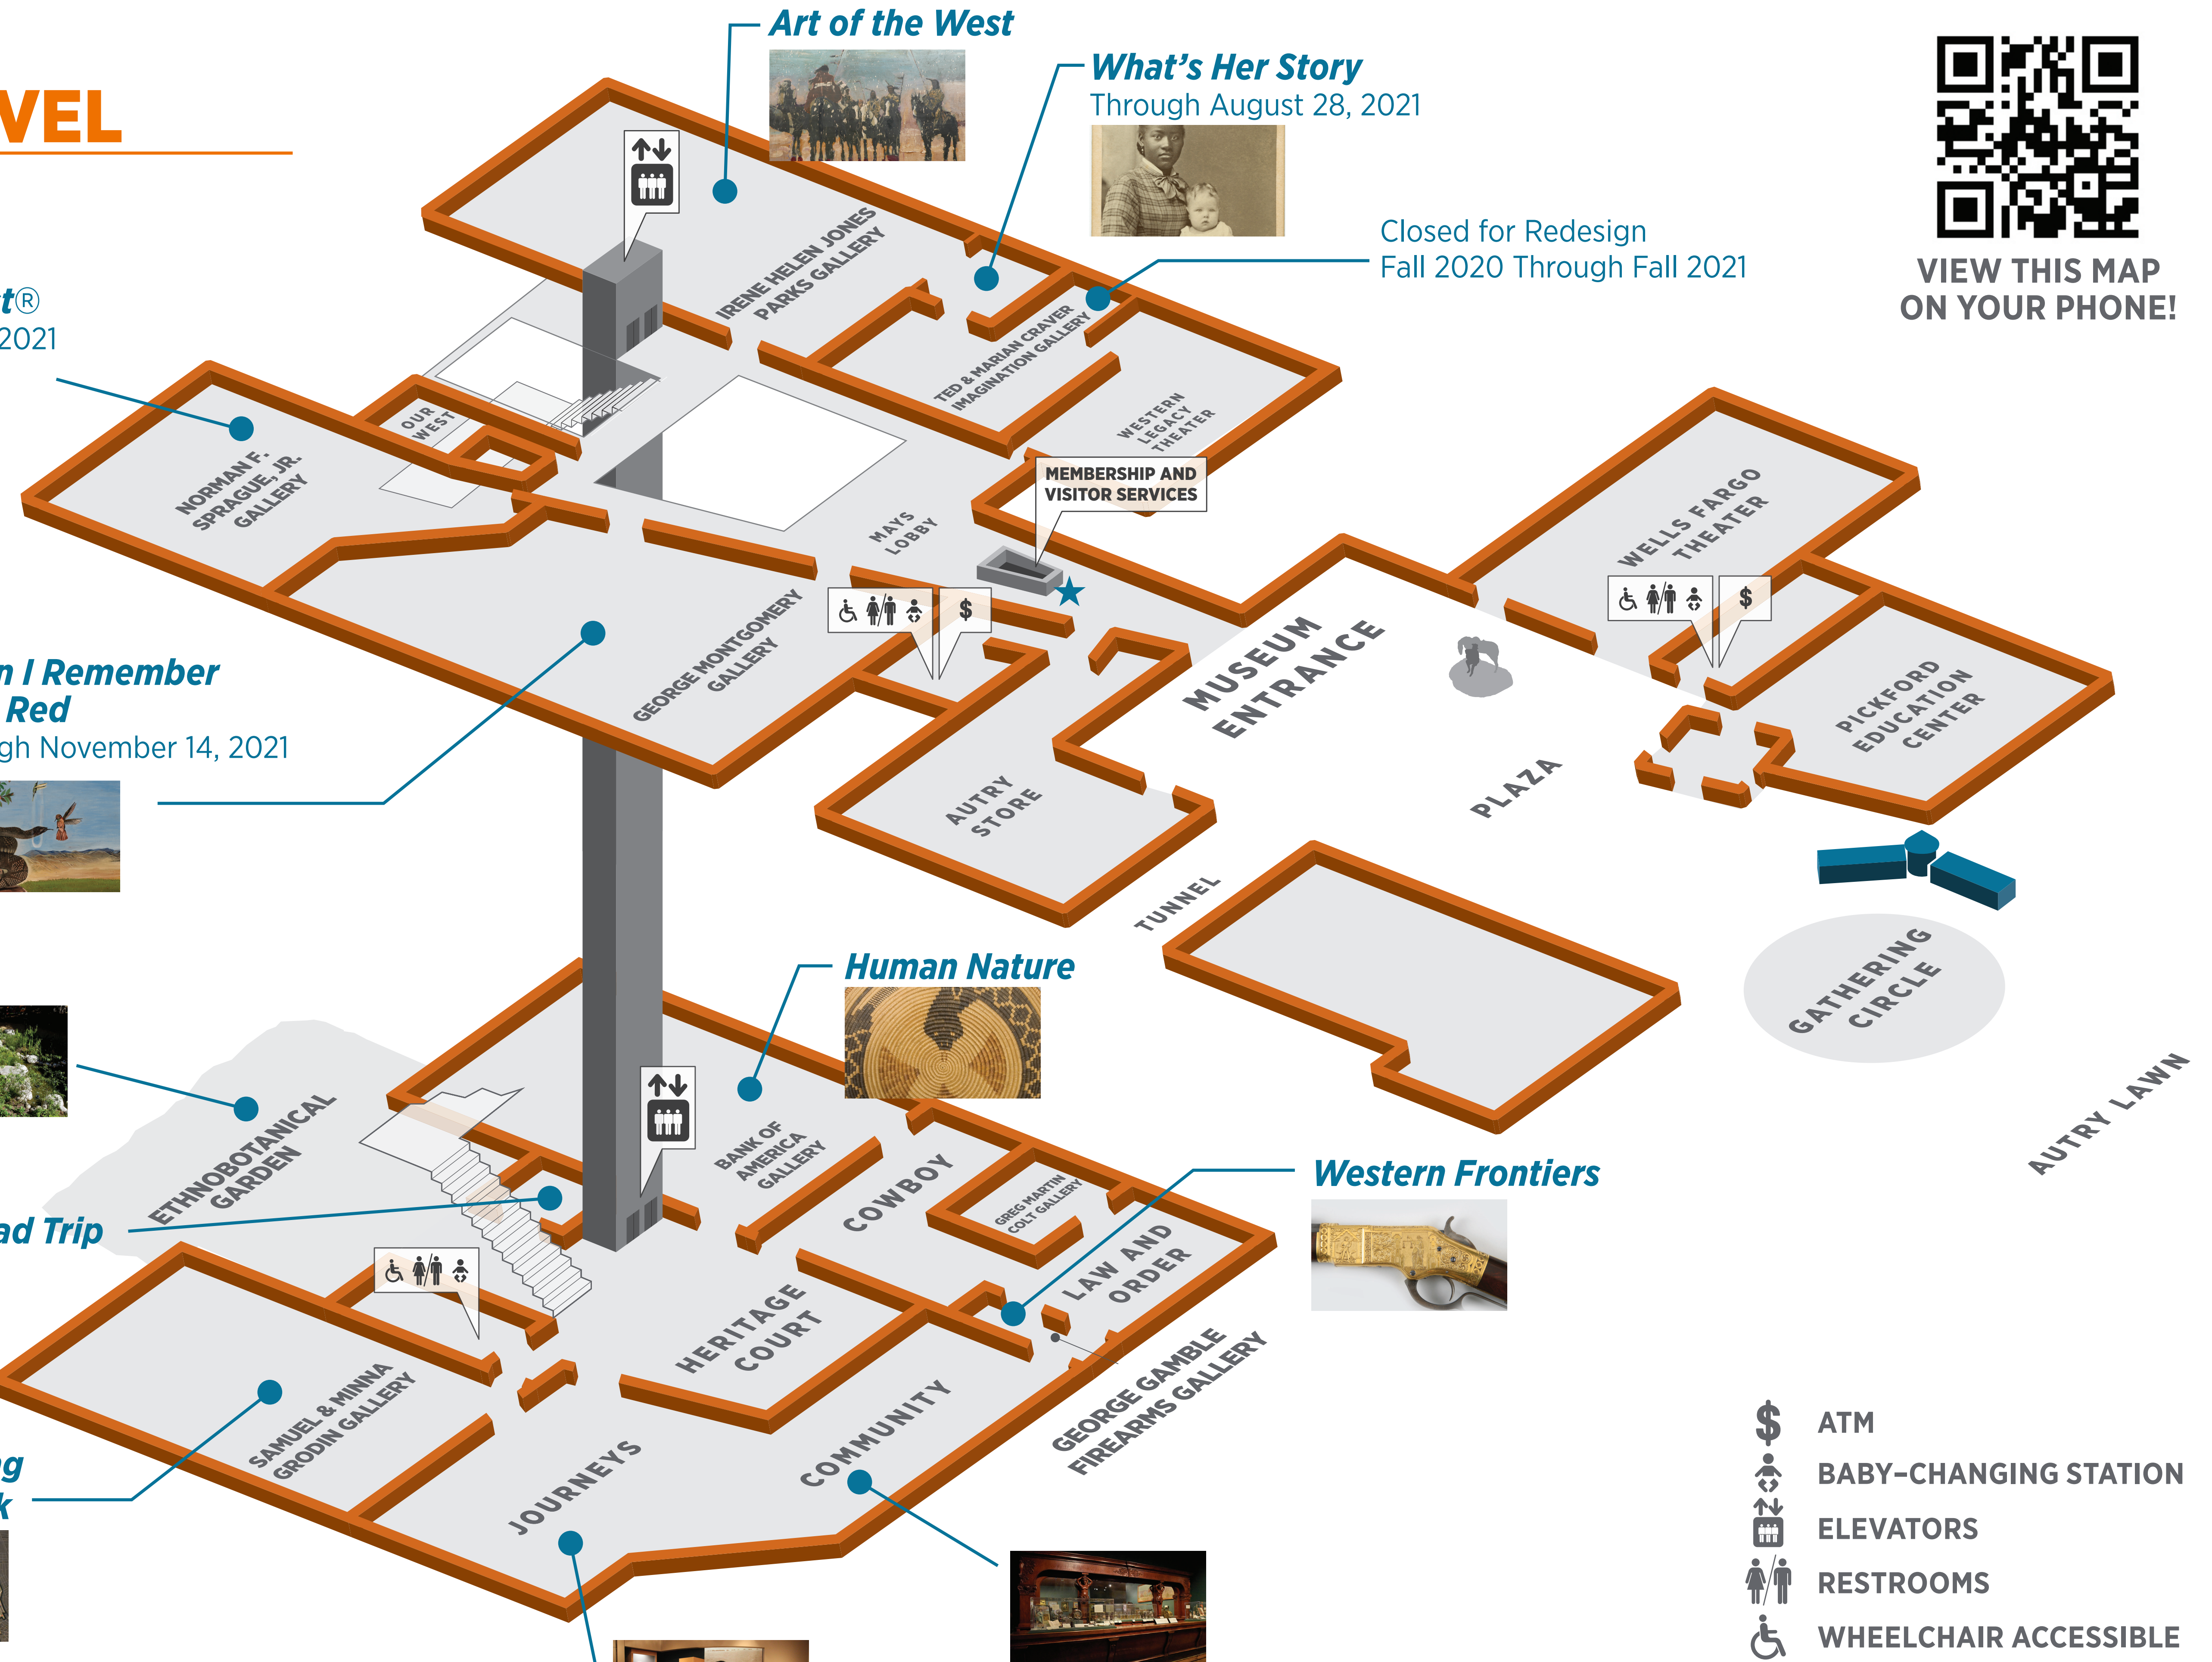 VEL
Art of the West
What's Her Story
Through August 28, 2021
Closed for Redesign
Fall 2020 Through Fall 2021
VIEW THIS MAP
ON YOUR PHONE!
t®
2021
IRENE HELEN JONES
PARKS GALLERY
TED & MARIAN CRAVER
IMAGINATION GALLERY
WESTERN
LEGACY
THEATER
OUR
WEST
NORMAN F.
SPRAGUE, JR.
GALLERY
MEMBERSHIP AND
VISITOR SERVICES
MAYS
LOBBY
WELLS FARGO
THEATER
$
$
GEORGE MONTGOMERY
GALLERY
MUSEUM
ENTRANCE
PICKFORD
EDUCATION
CENTER
n I Remember
Red
gh November 14, 2021
AUTRY
STORE
PLAZA
TUNNEL
GATHERING
CIRCLE
AUTRY LAWN
Human Nature
ETHNOBOTANICAL
GARDEN
BANK OF
AMERICA
GALLERY
COWBOY
GREG MARTIN
COLT GALLERY
Western Frontiers
ad Trip
LAW AND
ORDER
HERITAGE
COURT
GEORGE GAMBLE
FIREARMS GALLERY
SAMUEL & MINNA
GRODIN GALLERY
COMMUNITY
JOURNEYS
g
k
$ ATM
BABY–CHANGING STATION
ELEVATORS
RESTROOMS
WHEELCHAIR ACCESSIBLE